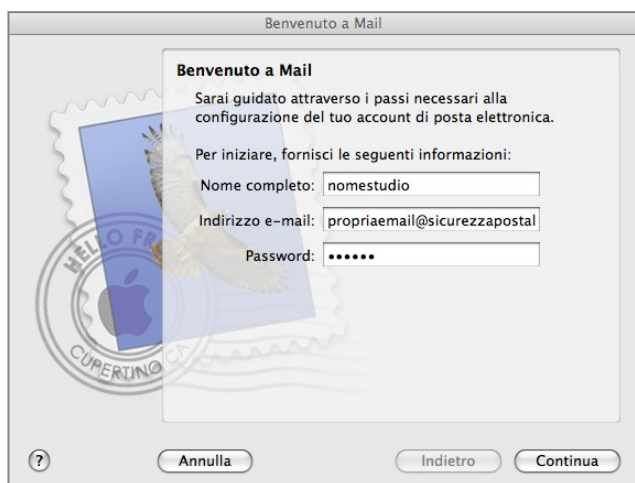 Benvenuto a Mail
Benvenuto a Mail
Sarai guidato attraverso i passi necessari alla
configurazione del tuo account di posta elettronica.
Per iniziare, fornisci le seguenti informazioni:
Nome completo: nomestudio
Indirizzo e-mail: propriaemail@sicurezzapostal
Password: ••••••
HELLO FR
CUPERTINO CA
? Annulla Indietro Continua